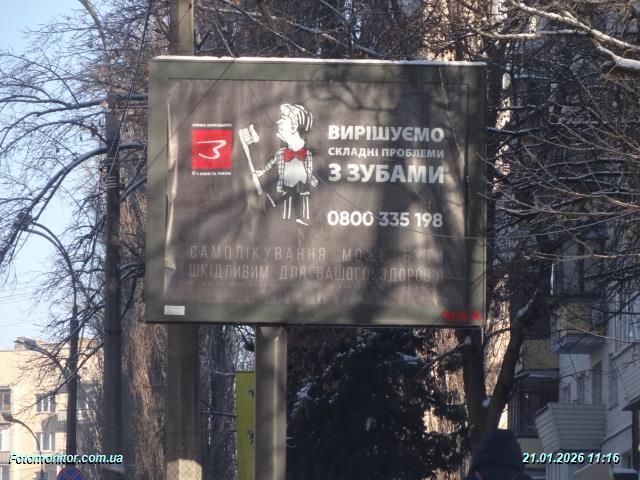 ВИРІШУЄМО
СКЛАДНІ ПРОБЛЕМИ
З ЗУБАМИ
0800 335 198
САМОЛІКУВАННЯ МОЖЕ БУТИ
ШКІДЛИВИМ ДЛЯ ВАШОГО ЗДОРОВ'Я
Fotomonitor.com.ua
21.01.2026 11:16